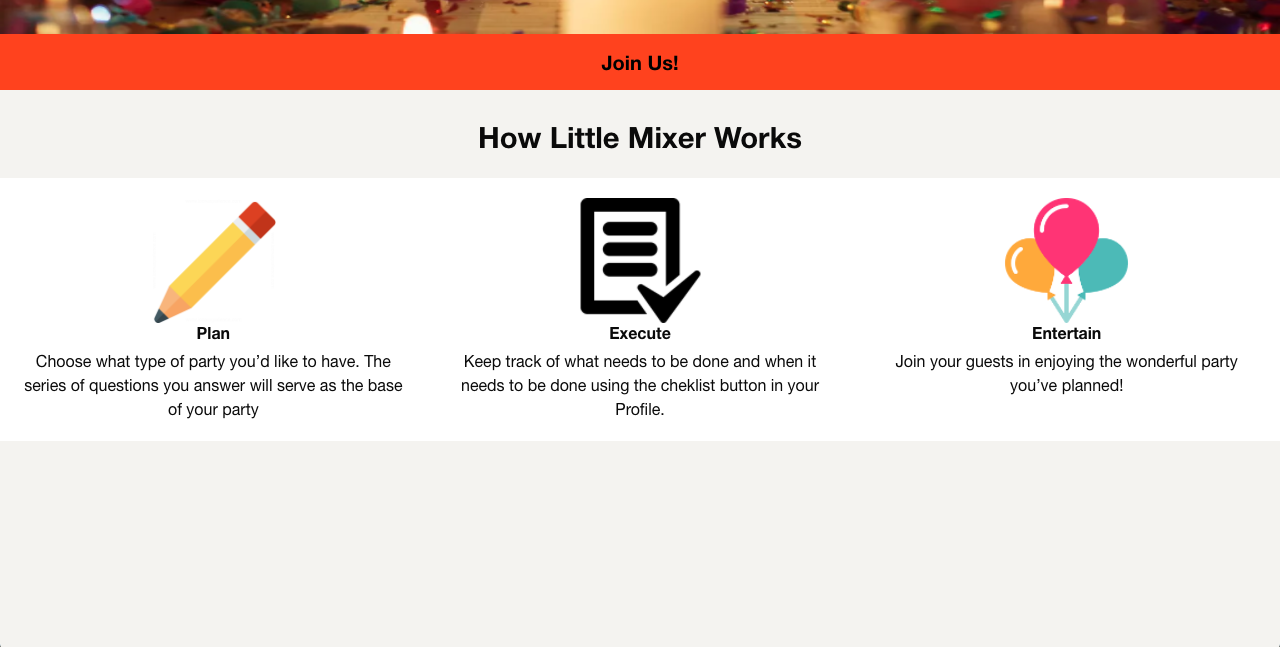 Join Us!
How Little Mixer Works
Plan
Choose what type of party you’d like to have. The
series of questions you answer will serve as the base
of your party
Execute
Keep track of what needs to be done and when it
needs to be done using the cheklist button in your
Profile.
Entertain
Join your guests in enjoying the wonderful party
you’ve planned!